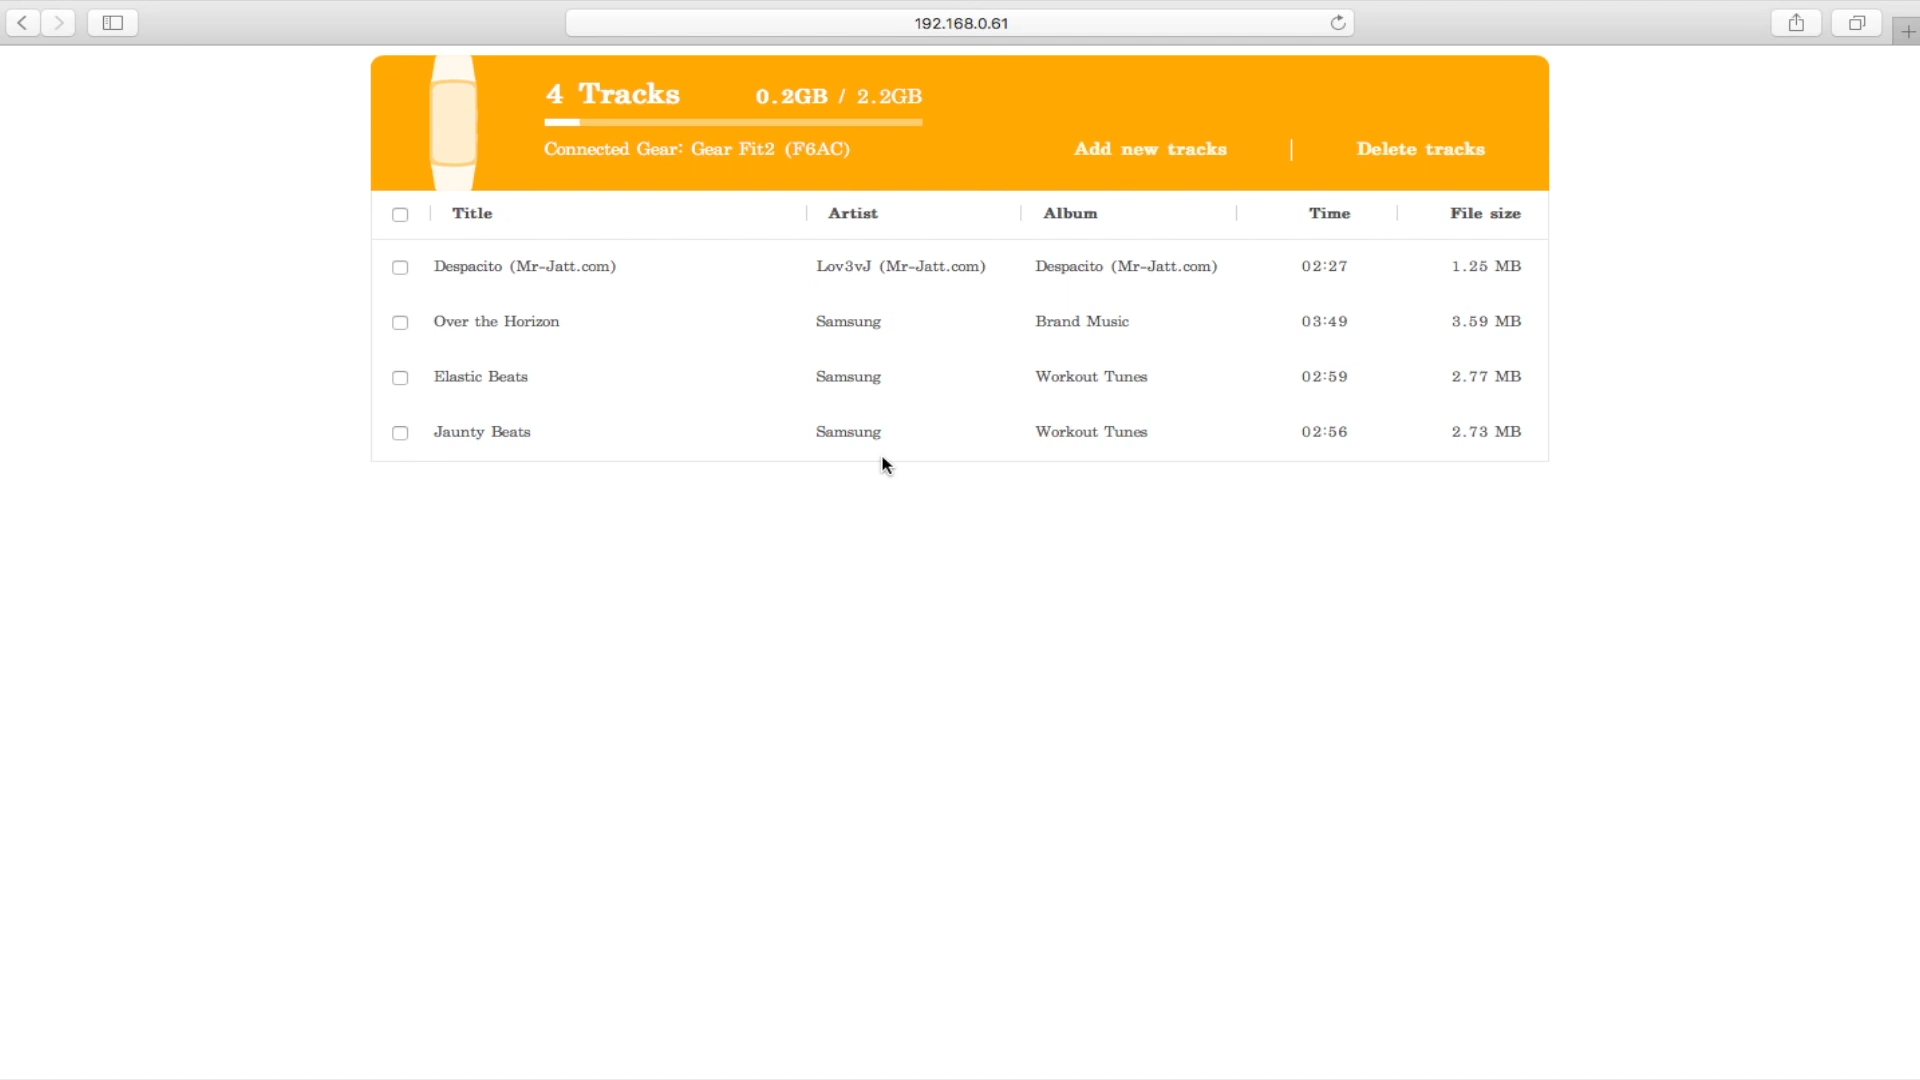 192.168.0.61
4 Tracks 0.2GB / 2.2GB
Connected Gear: Gear Fit2 (F6AC) Add new tracks Delete tracks
Title Artist Album Time File size
Despacito (Mr-Jatt.com) Lov3vJ (Mr-Jatt.com) Despacito (Mr-Jatt.com) 02:27 1.25 MB
Over the Horizon Samsung Brand Music 03:49 3.59 MB
Elastic Beats Samsung Workout Tunes 02:59 2.77 MB
Jaunty Beats Samsung Workout Tunes 02:56 2.73 MB